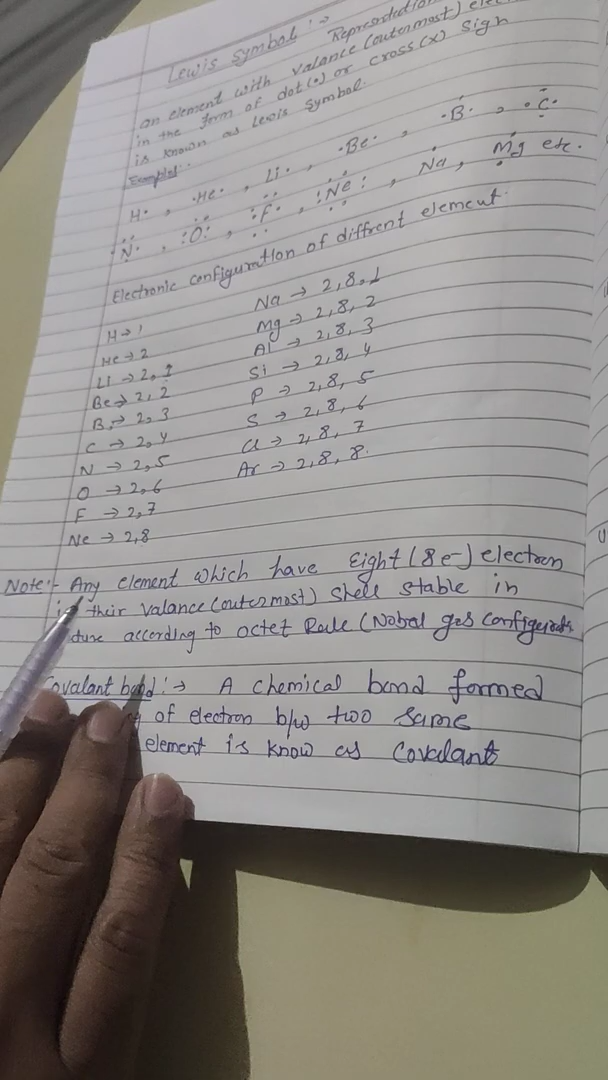 Lewis Symbol :→
Representation
an element with valance (outermost)
in the form of dot(•) or cross (x) sign
is known as Lewis Symbol.
Example:-
H• , •He• , Li• , •Be• , •B• , •C•
N• , :O: , :F• , :Ne: , Na , Mg etc.
Electronic configuration of diffrent element.
H → 1
He → 2
Li → 2, 1
Be → 2, 2
B → 2, 3
C → 2, 4
N → 2, 5
O → 2, 6
F → 2, 7
Ne → 2, 8
Na → 2, 8, 1
Mg → 2, 8, 2
Al → 2, 8, 3
Si → 2, 8, 4
P → 2, 8, 5
S → 2, 8, 6
Cl → 2, 8, 7
Ar → 2, 8, 8.
Note:- Any element which have Eight (8e-) electron
their valance (outermost) shell stable in
according to octet Rule (Nobal gas
Covalant bond :→ A chemical bond formed
of electron b/w two same
element is know as Covalant